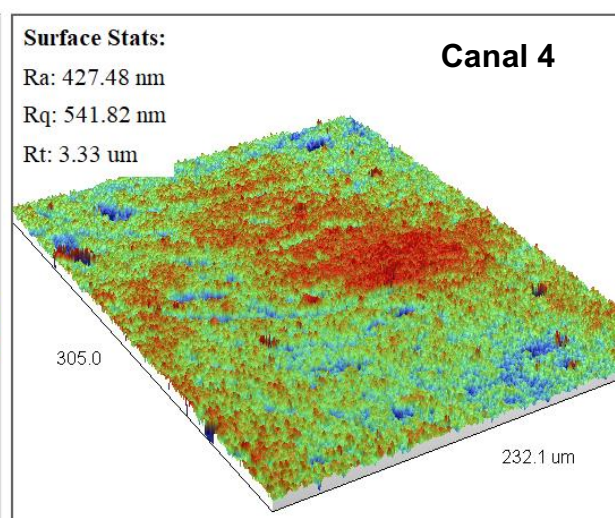 Surface Stats:
Canal 4
Ra: 427.48 nm
Rq: 541.82 nm
Rt: 3.33 um
305.0
232.1 um